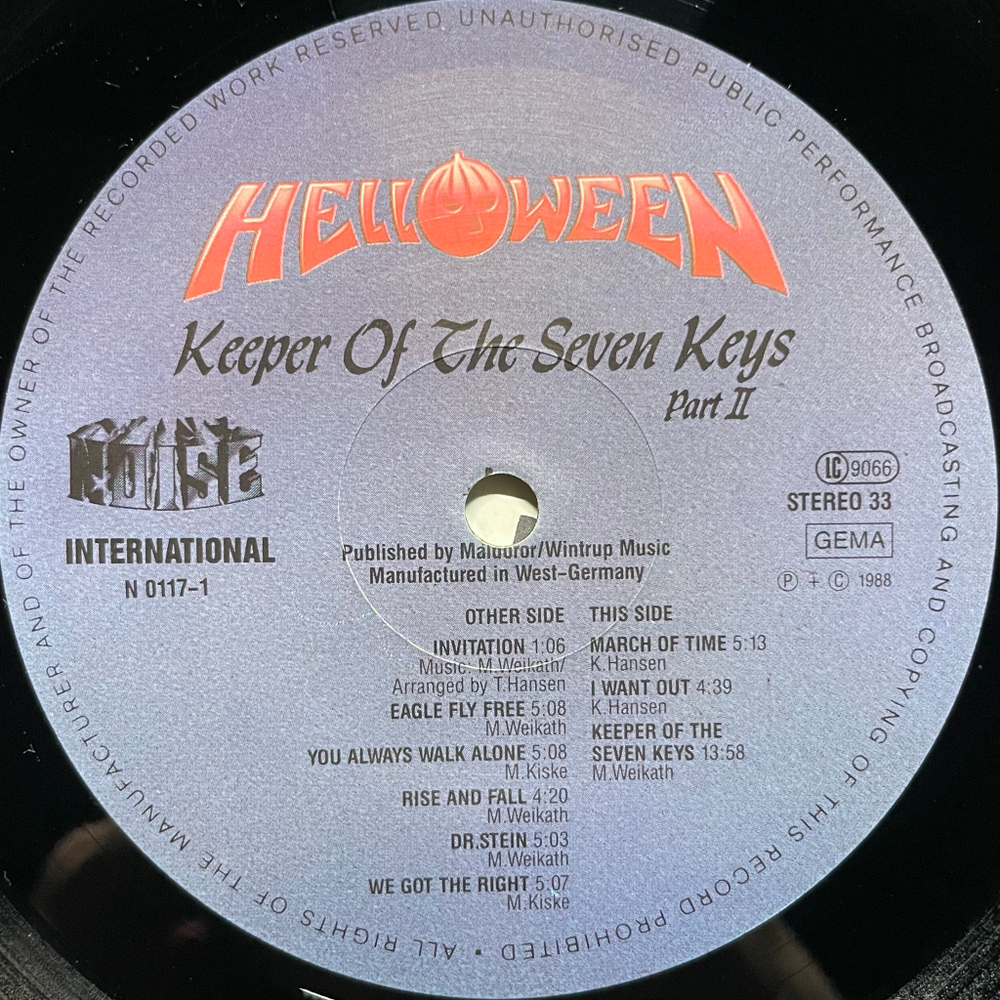 ALL RIGHTS OF THE MANUFACTURER AND OF THE OWNER OF THE RECORDED WORK RESERVED UNAUTHORISED PUBLIC PERFORMANCE BROADCASTING AND COPYING OF THIS RECORD PROHIBITED •
HELLOWEEN
Keeper Of The Seven Keys
Part II
NOISE
INTERNATIONAL
N 0117-1
LC 9066
STEREO 33
GEMA
Ⓟ + Ⓒ 1988
Published by Maldoror/Wintrup Music
Manufactured in West-Germany
OTHER SIDE
INVITATION 1:06
Music: M.Weikath/
Arranged by T.Hansen
EAGLE FLY FREE 5:08
M.Weikath
YOU ALWAYS WALK ALONE 5:08
M.Kiske
RISE AND FALL 4:20
M.Weikath
DR.STEIN 5:03
M.Weikath
WE GOT THE RIGHT 5:07
M.Kiske
THIS SIDE
MARCH OF TIME 5:13
K.Hansen
I WANT OUT 4:39
K.Hansen
KEEPER OF THE
SEVEN KEYS 13:58
M.Weikath